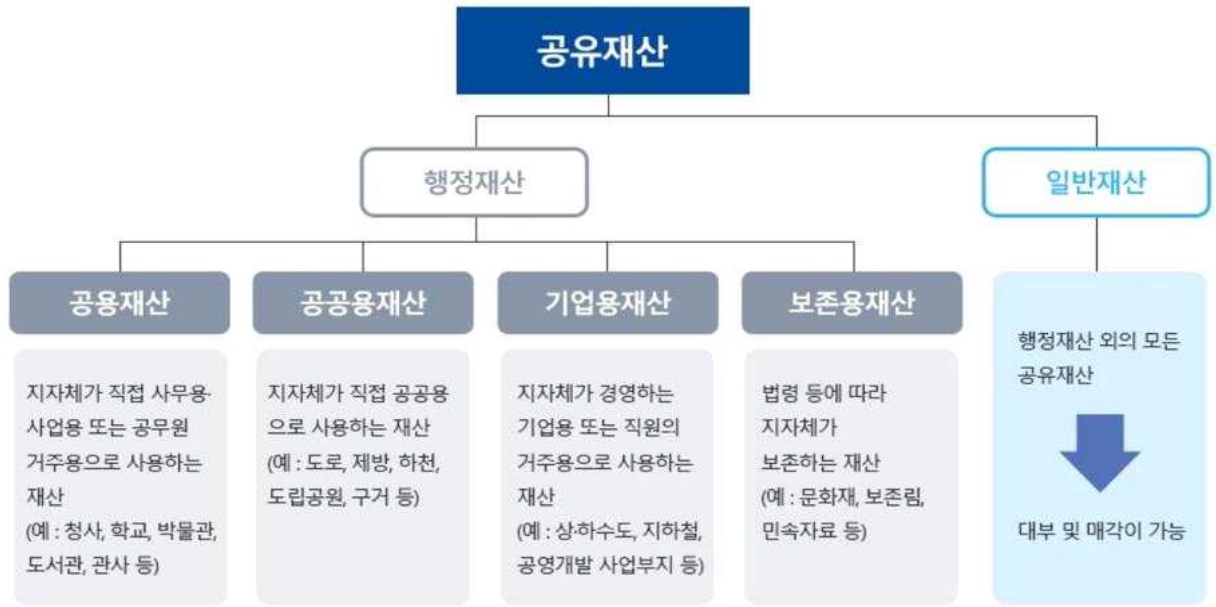 공유재산
행정재산
일반재산
공용재산
공공용재산
기업용재산
보존용재산
지자체가 직접 사무용·
사업용 또는 공무원
거주용으로 사용하는
재산
(예 : 청사, 학교, 박물관,
도서관, 관사 등)
지자체가 직접 공공용
으로 사용하는 재산
(예 : 도로, 제방, 하천,
도립공원, 구거 등)
지자체가 경영하는
기업용 또는 직원의
거주용으로 사용하는
재산
(예 : 상·하수도, 지하철,
공영개발 사업부지 등)
법령 등에 따라
지자체가
보존하는 재산
(예 : 문화재, 보존림,
민속자료 등)
행정재산 외의 모든
공유재산
대부 및 매각이 가능